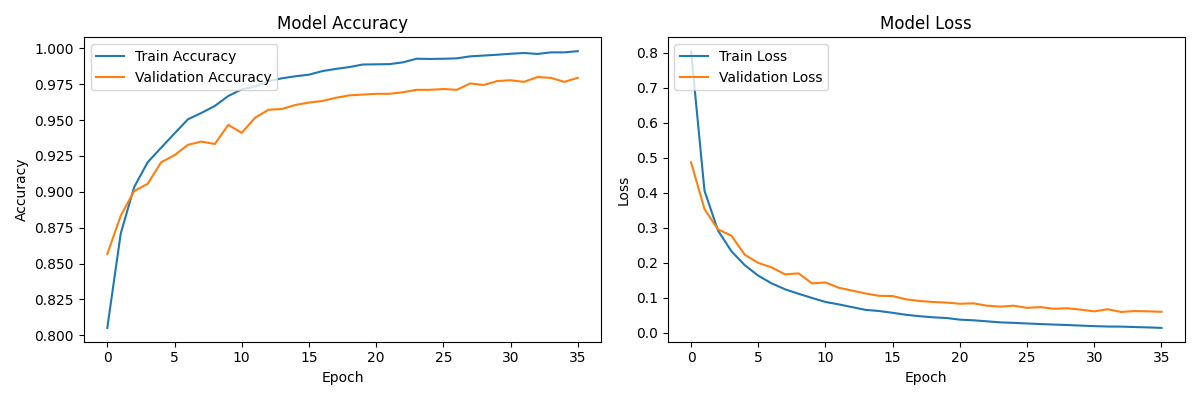 Model Accuracy
Train Accuracy
Validation Accuracy
1.000
0.975
0.950
0.925
0.900
0.875
0.850
0.825
0.800
Accuracy
0 5 10 15 20 25 30 35
Epoch
Model Loss
Train Loss
Validation Loss
0.8
0.7
0.6
0.5
0.4
0.3
0.2
0.1
0.0
Loss
0 5 10 15 20 25 30 35
Epoch